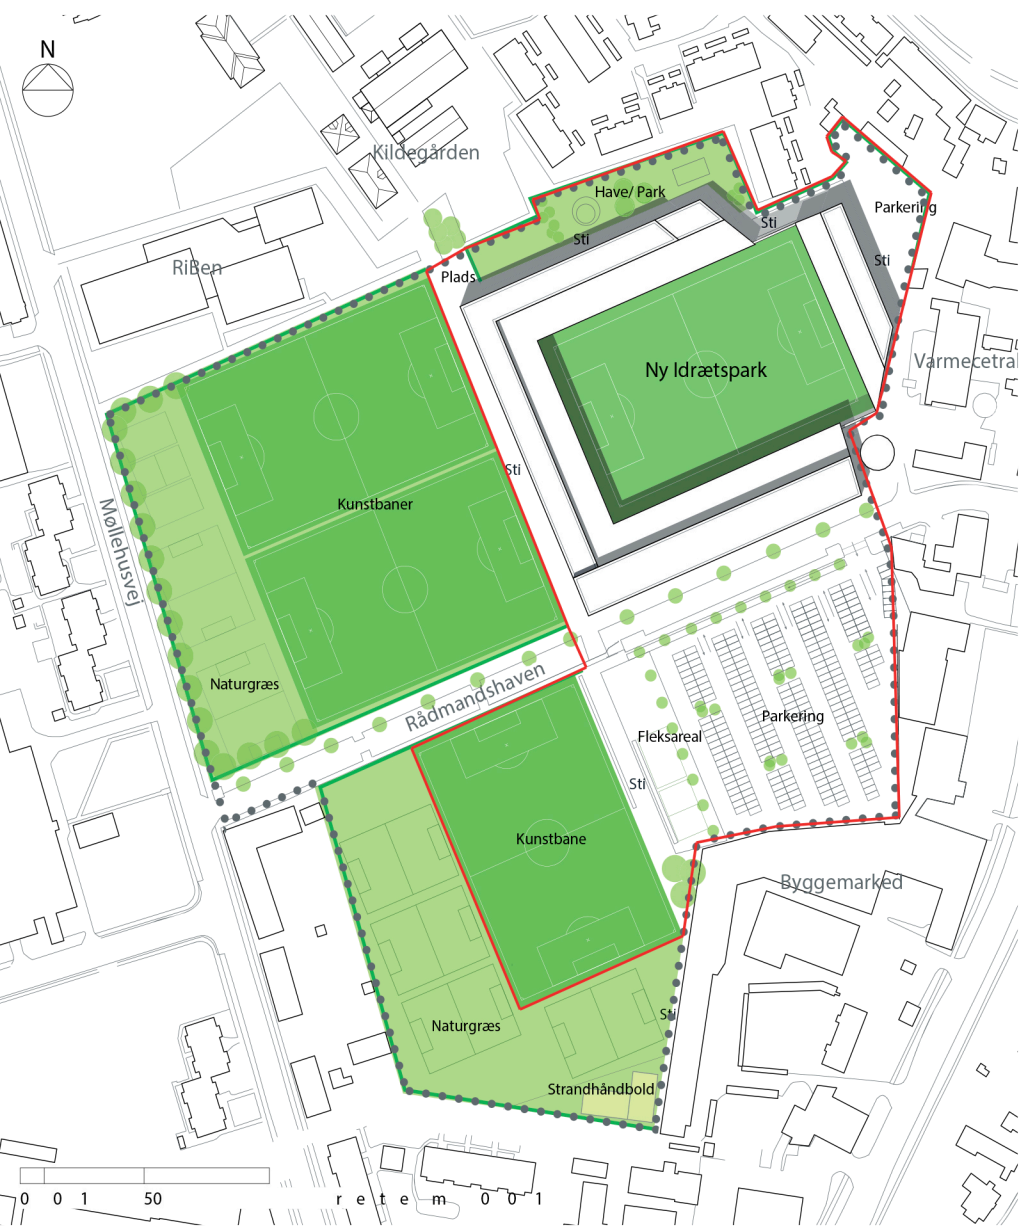 N
Kildegården
Have/ Park
Parkering
Sti
Sti
Sti
RiBen
Plads
Ny Idrætspark
Varmecetral
Sti
Kunstbaner
Møllehusvej
Naturgræs
Rådmandshaven
Parkering
Fleksareal
Sti
Kunstbane
Byggemarked
Sti
Naturgræs
Strandhåndbold
0 0 1 50 r e t e m 0 0 1